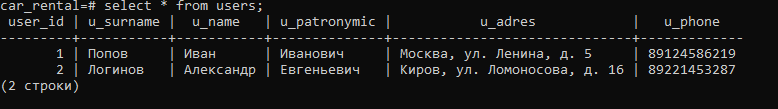 car_rental=# select * from users;
user_id | u_surname | u_name | u_patronymic | u_adres | u_phone
---------+-----------+-----------+--------------+-----------------------------+-------------
1 | Попов | Иван | Иванович | Москва, ул. Ленина, д. 5 | 89124586219
2 | Логинов | Александр | Евгеньевич | Киров, ул. Ломоносова, д. 16 | 89221453287
(2 строки)